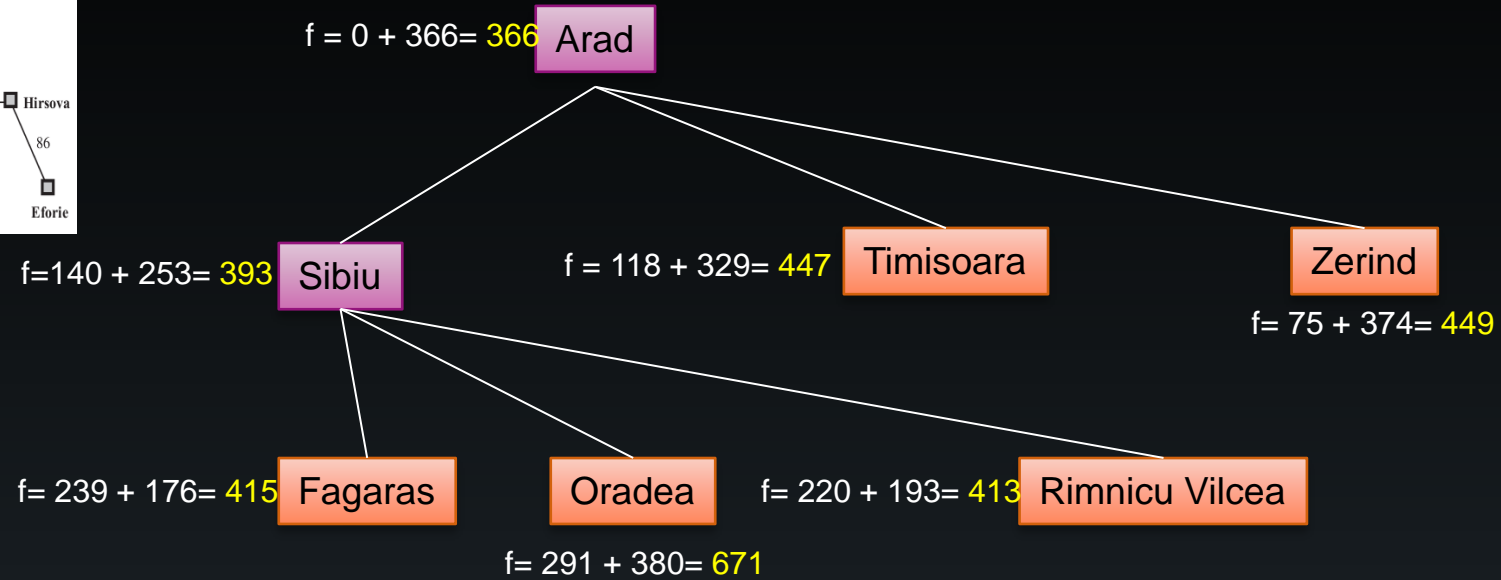 f = 0 + 366= 366
Arad
Hirsova
86
Eforie
f=140 + 253= 393
Sibiu
f = 118 + 329= 447
Timisoara
Zerind
f= 75 + 374= 449
f= 239 + 176= 415
Fagaras
Oradea
f= 220 + 193= 413
Rimnicu Vilcea
f= 291 + 380= 671